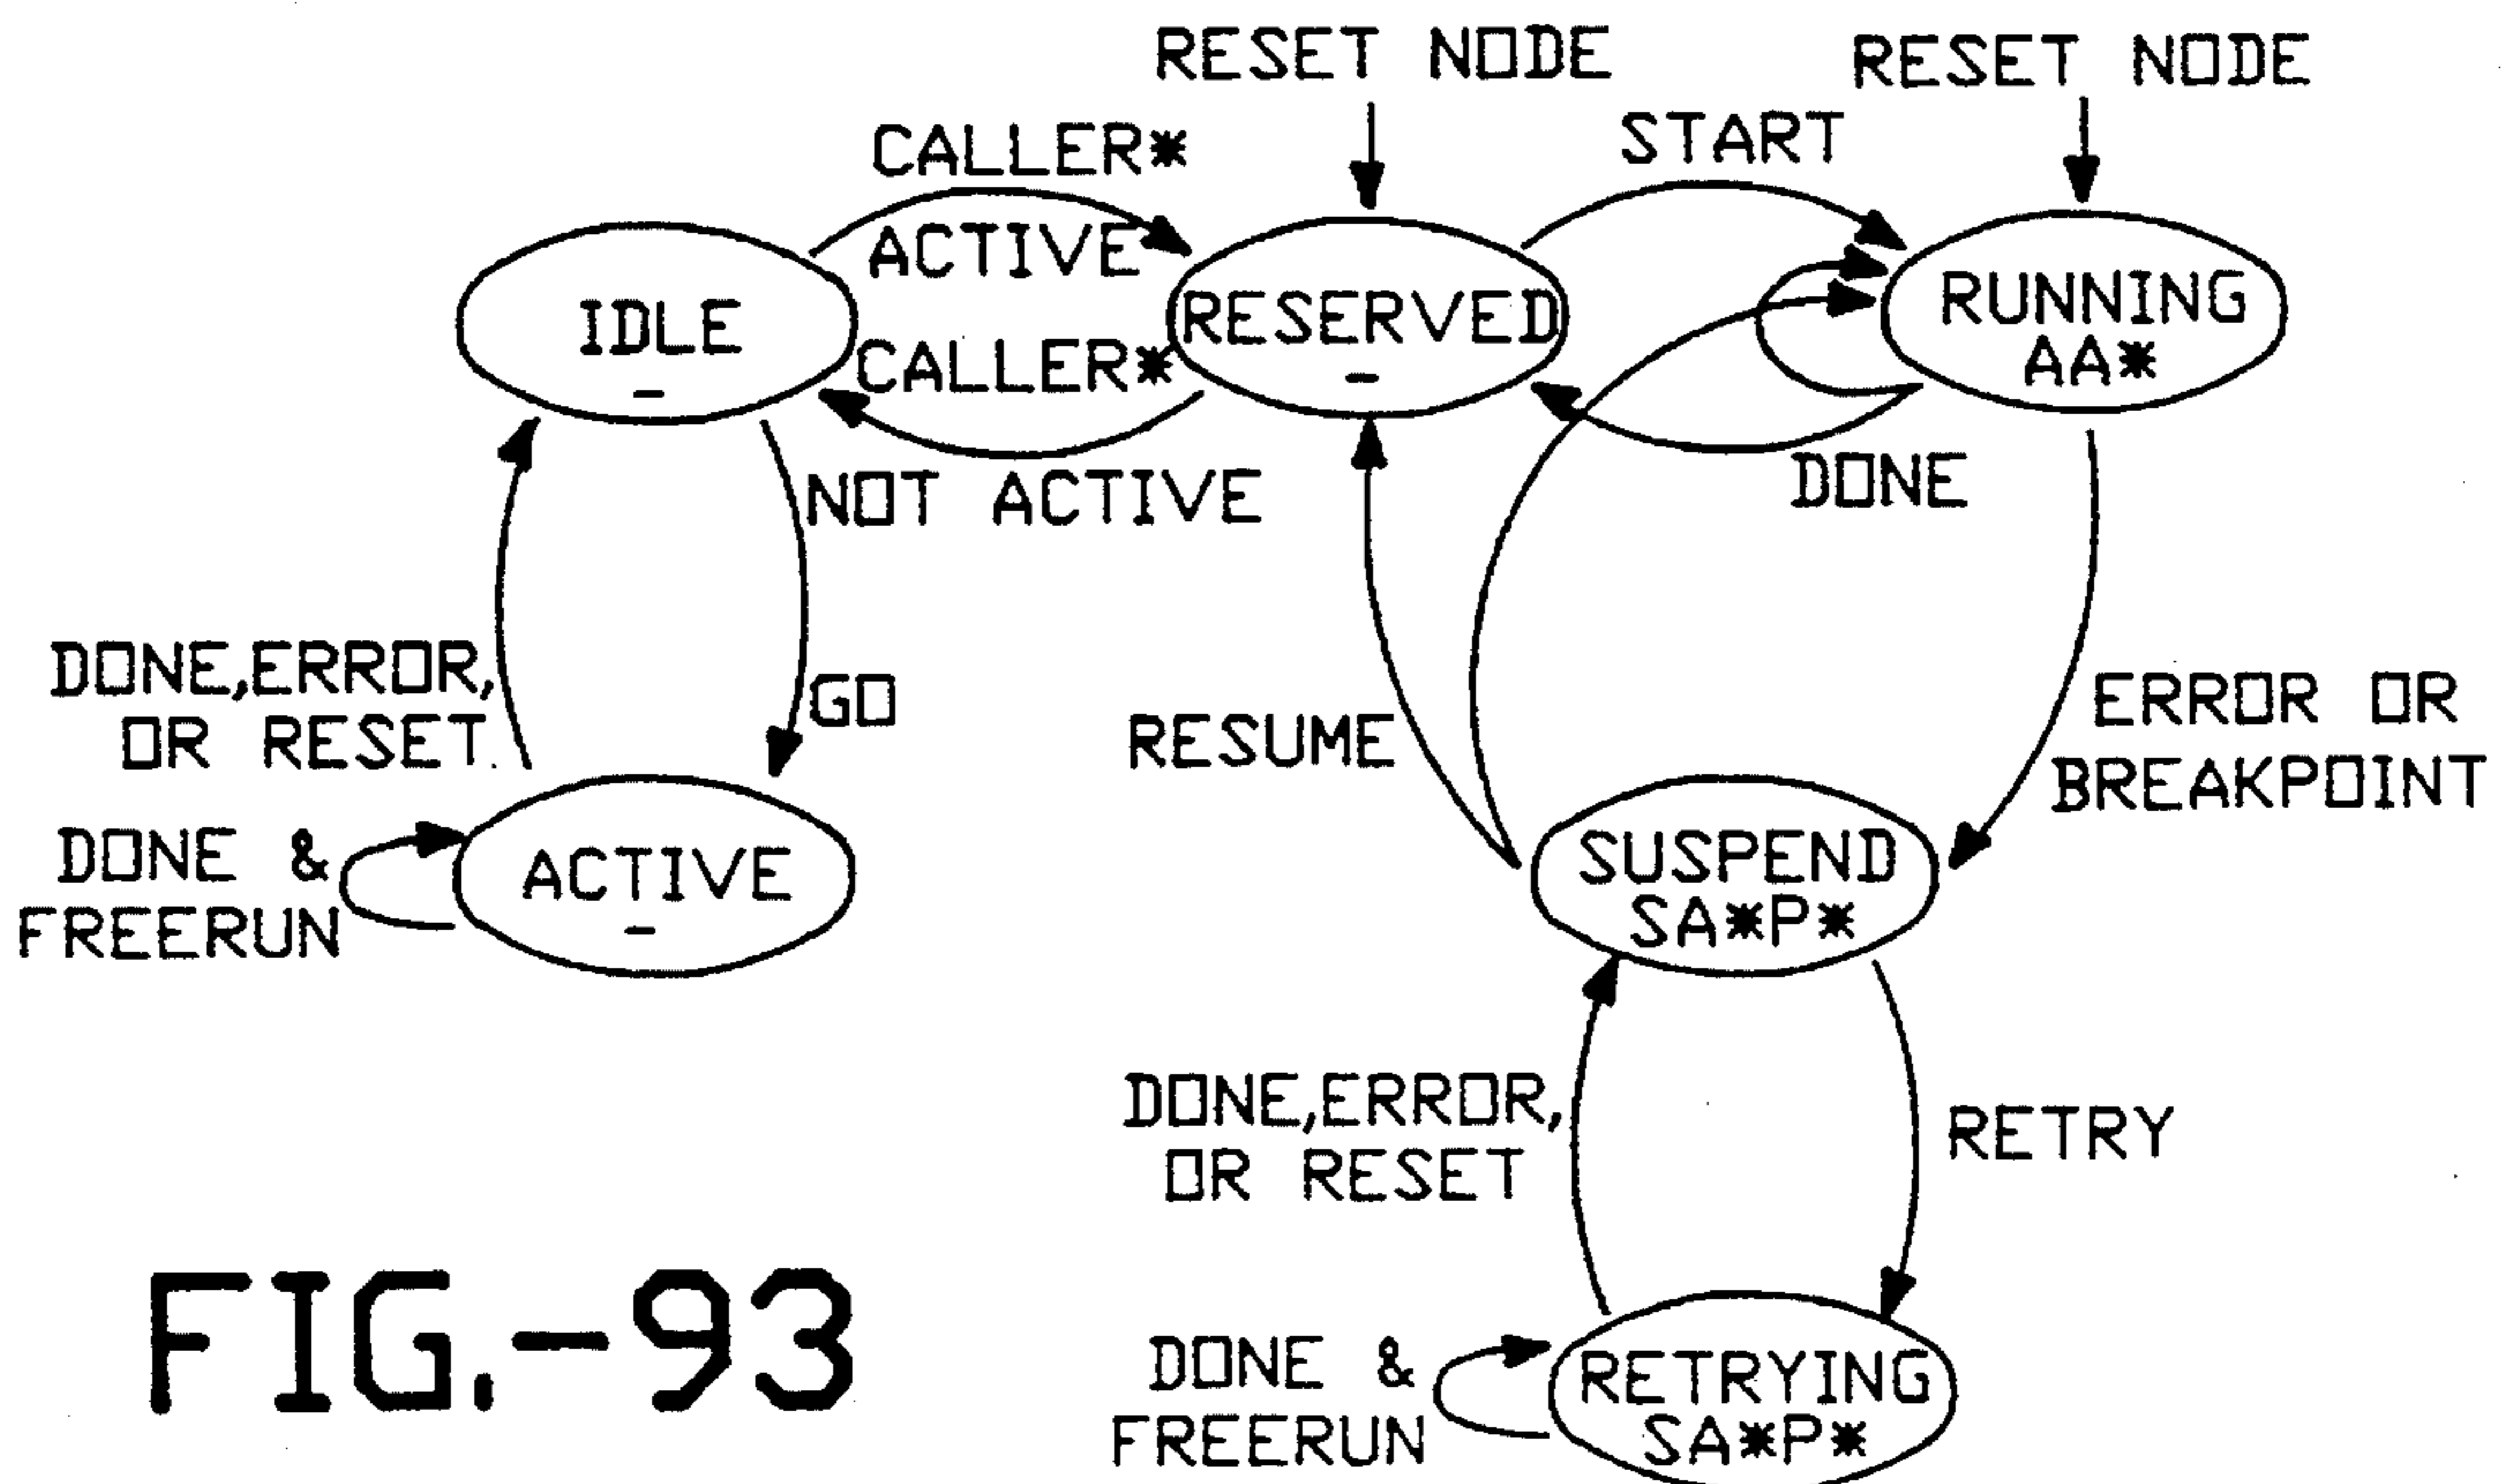 RESET NODE
RESET NODE
CALLER*
START
ACTIVE
IDLE
-
RESERVED
-
RUNNING
AA*
CALLER*
NOT ACTIVE
DONE
DONE,ERROR,
OR RESET.
GO
RESUME
ERROR OR
BREAKPOINT
DONE &
FREERUN
ACTIVE
-
SUSPEND
SA*P*
DONE,ERROR,
OR RESET
RETRY
DONE &
FREERUN
RETRYING
SA*P*
FIG.-93